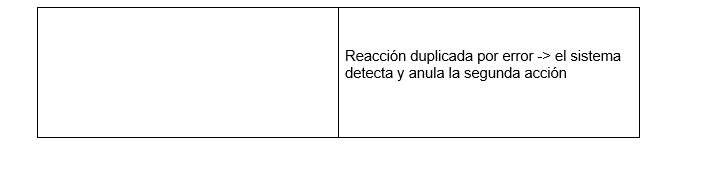 Reacción duplicada por error -> el sistema
detecta y anula la segunda acción